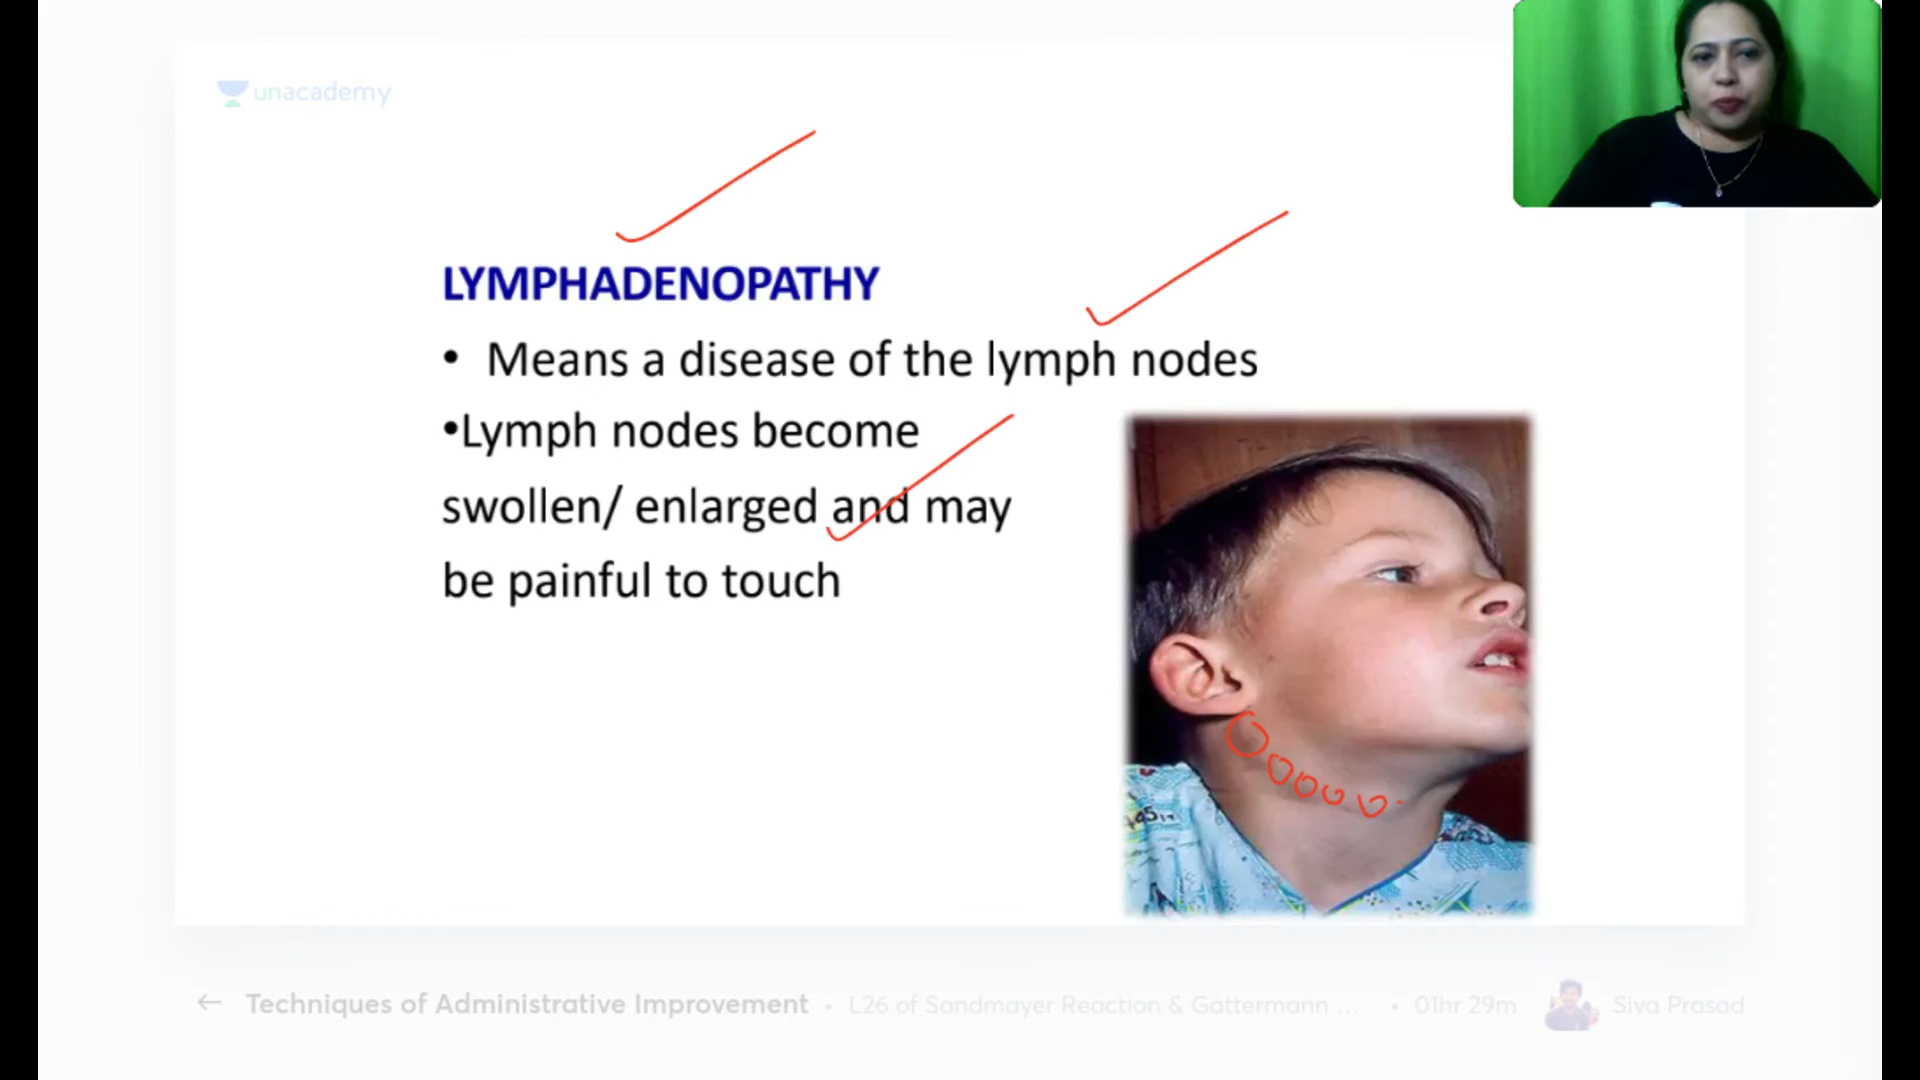 unacademy
LYMPHADENOPATHY
• Means a disease of the lymph nodes
•Lymph nodes become
swollen/ enlarged and may
be painful to touch
← Techniques of Administrative Improvement • L26 of Sandmayer Reaction & Gattermann ... • 01hr 29m Siva Prasad